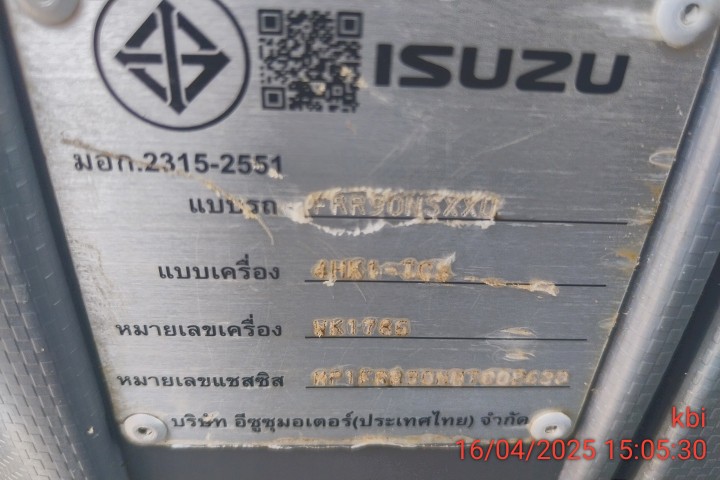 ISUZU
มอก.2315-2551
แบบรถ
แบบเครื่อง
หมายเลขเครื่อง
หมายเลขแชสซิส
บริษัท อีซูซุมอเตอร์(ประเทศไทย) จำกัด
kbi
16/04/2025 15:05:30